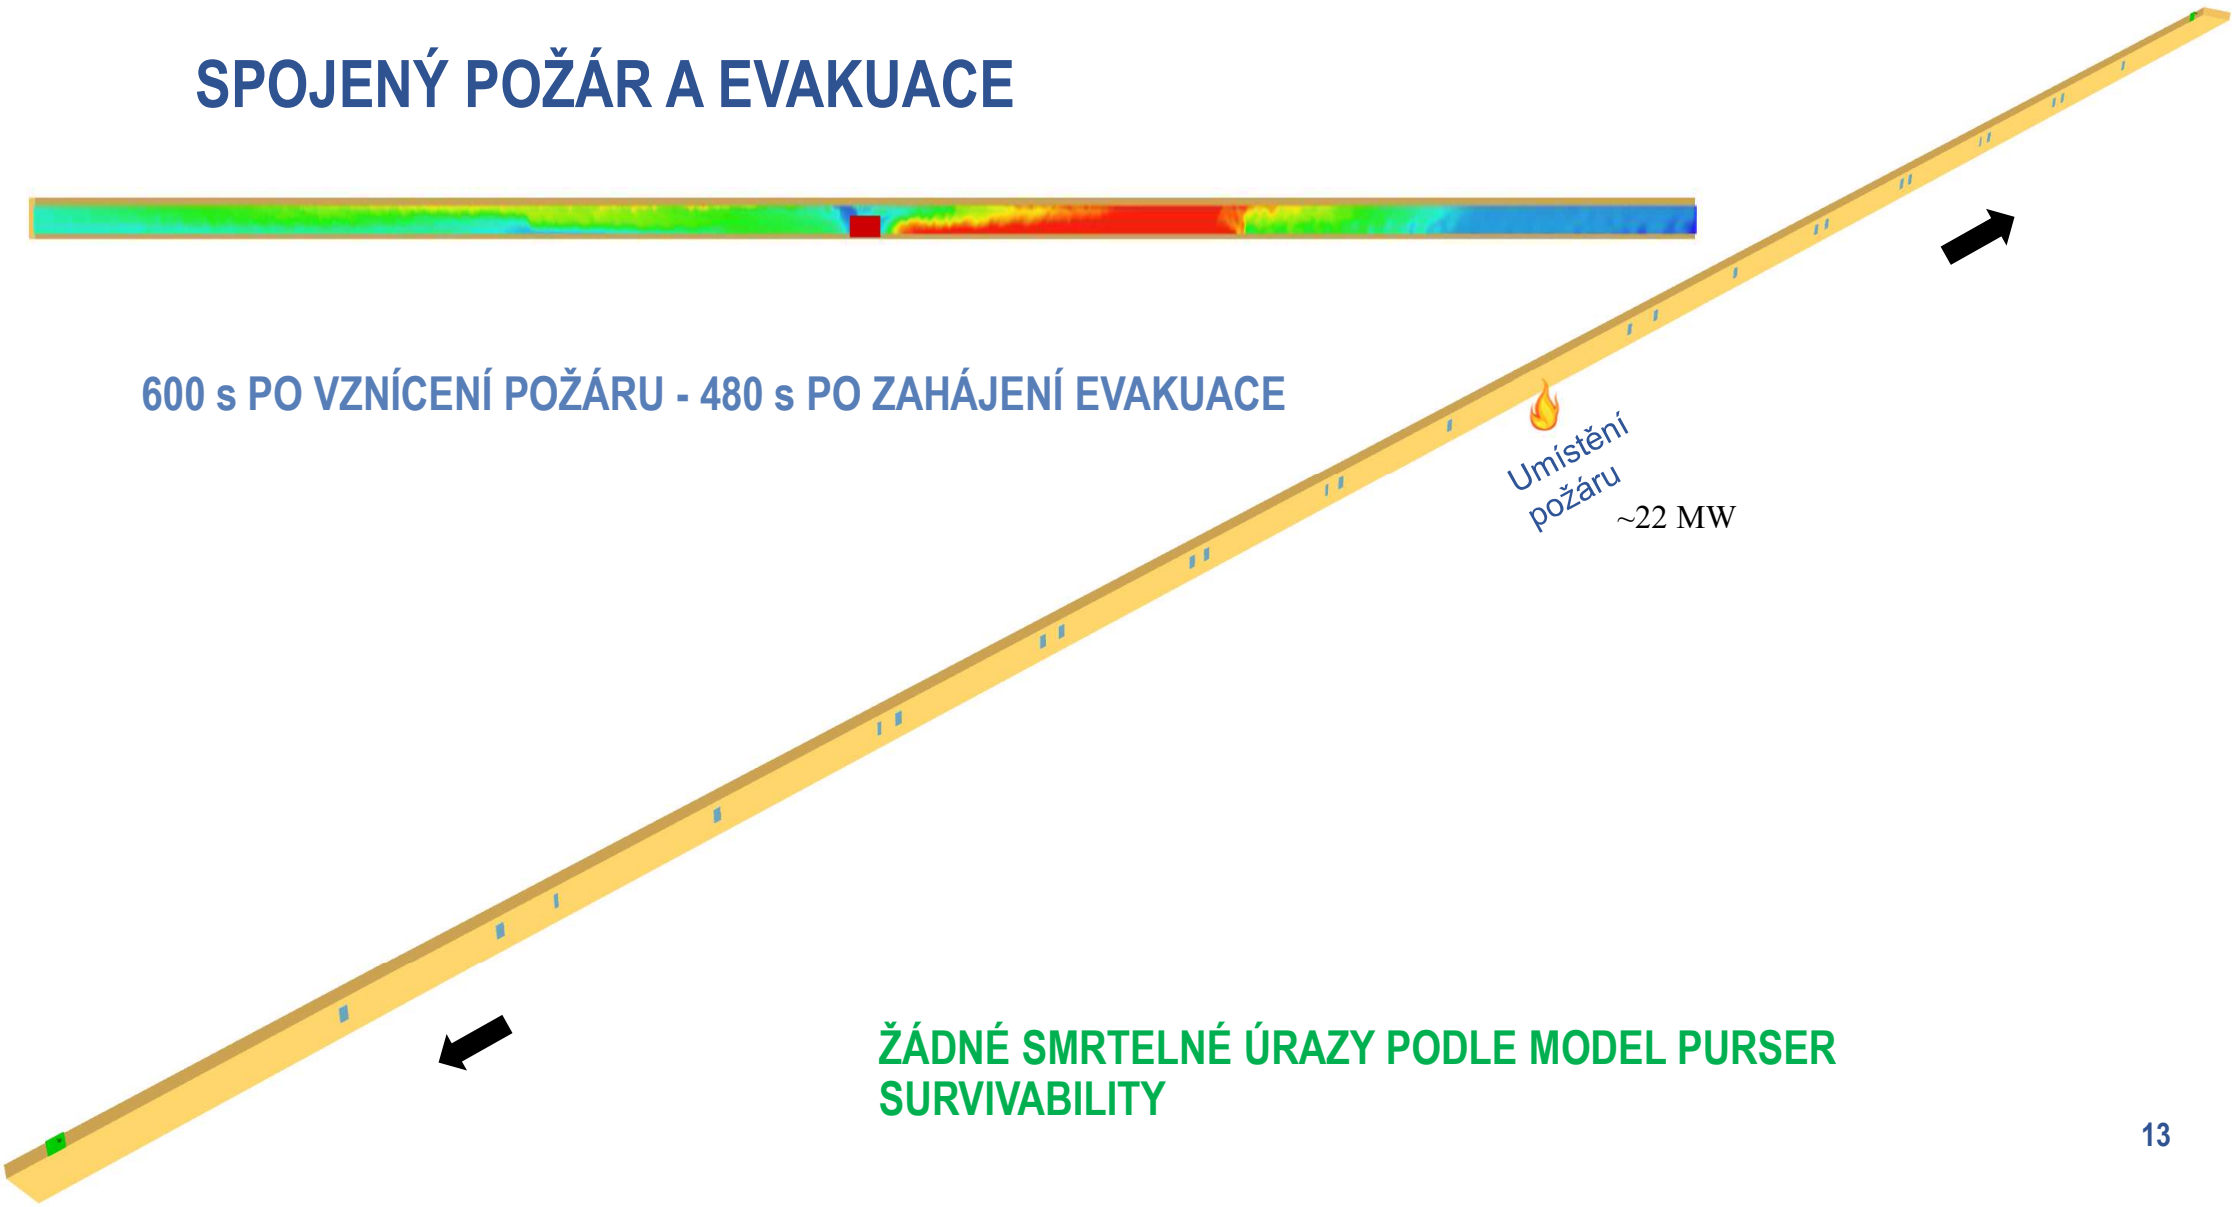 SPOJENÝ POŽÁR A EVAKUACE
600 s PO VZNÍCENÍ POŽÁRU - 480 s PO ZAHÁJENÍ EVAKUACE
Umístění
požáru
~22 MW
ŽÁDNÉ SMRTELNÉ ÚRAZY PODLE MODEL PURSER
SURVIVABILITY
13